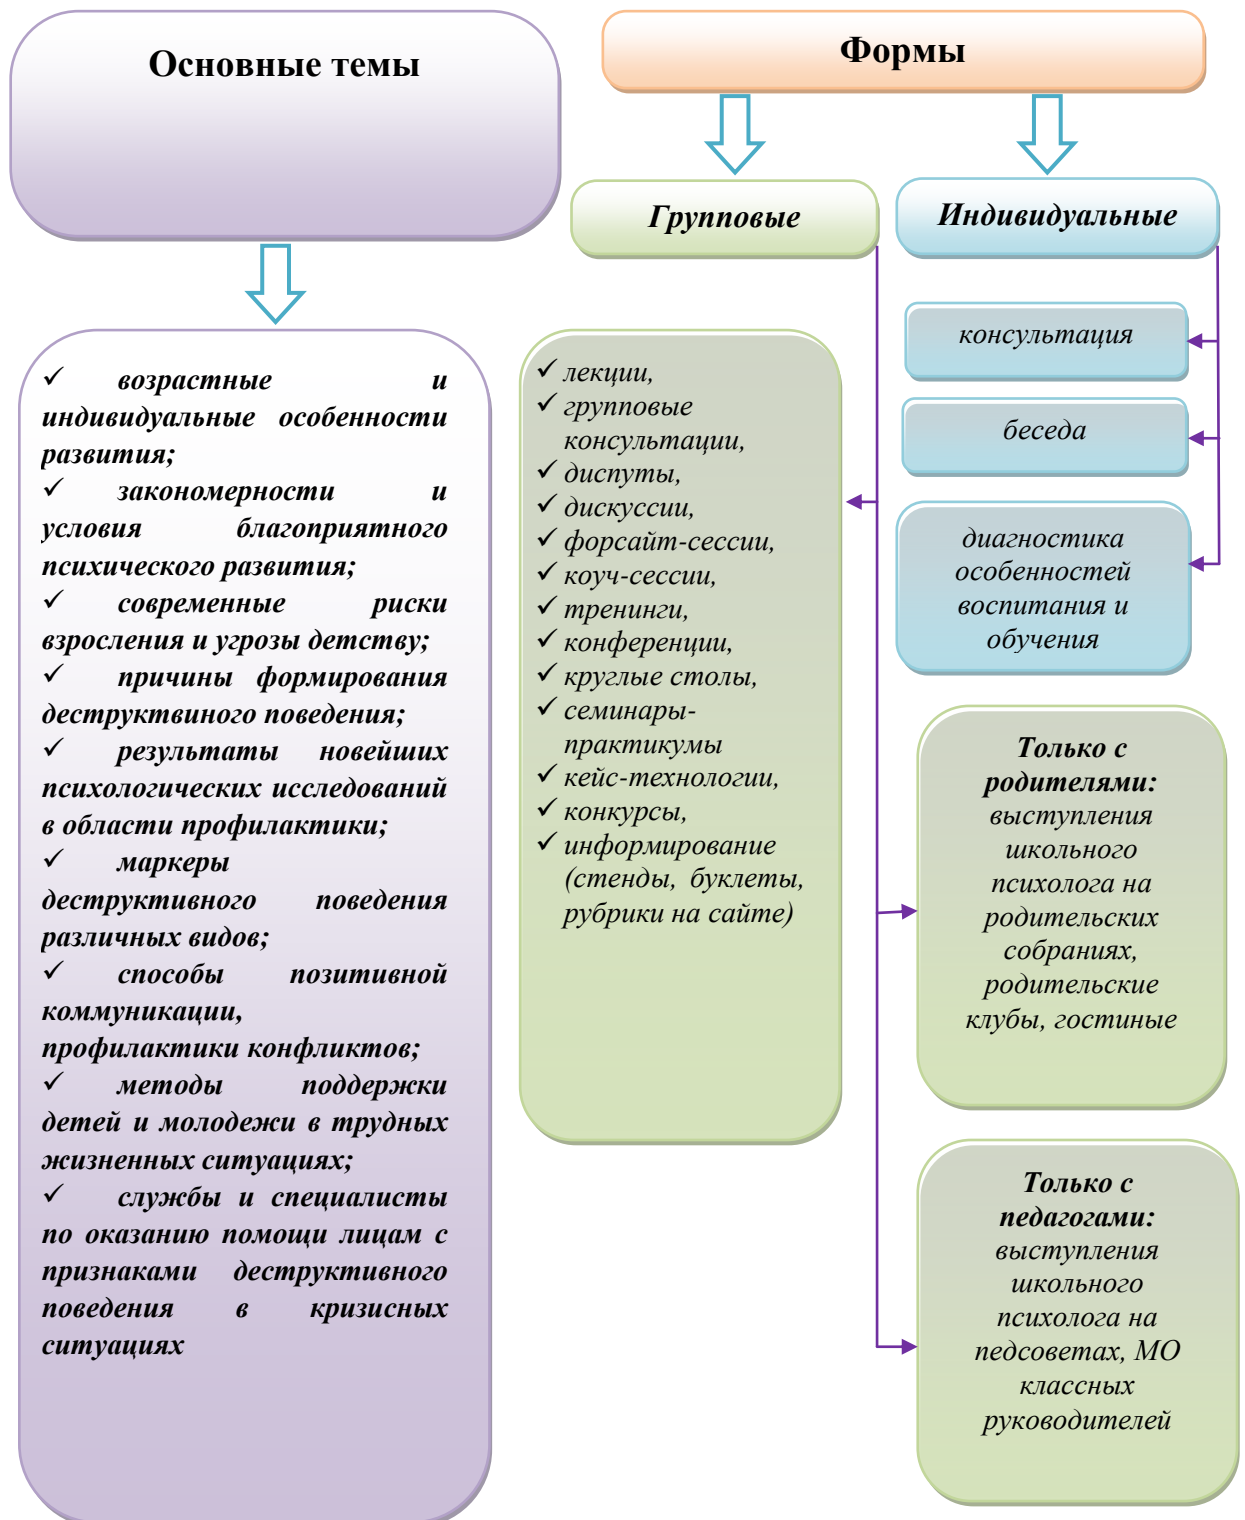 Основные темы
✓ возрастные и
индивидуальные особенности
развития;
✓ закономерности и
условия благоприятного
психического развития;
✓ современные риски
взросления и угрозы детству;
✓ причины формирования
деструктвиного поведения;
✓ результаты новейших
психологических исследований
в области профилактики;
✓ маркеры
деструктивного поведения
различных видов;
✓ способы позитивной
коммуникации,
профилактики конфликтов;
✓ методы поддержки
детей и молодежи в трудных
жизненных ситуациях;
✓ службы и специалисты
по оказанию помощи лицам с
признаками деструктивного
поведения в кризисных
ситуациях
Формы
Групповые
✓ лекции,
✓ групповые
консультации,
✓ диспуты,
✓ дискуссии,
✓ форсайт-сессии,
✓ коуч-сессии,
✓ тренинги,
✓ конференции,
✓ круглые столы,
✓ семинары-
практикумы
✓ кейс-технологии,
✓ конкурсы,
✓ информирование
(стенды, буклеты,
рубрики на сайте)
Индивидуальные
консультация
беседа
диагностика
особенностей
воспитания и
обучения
Только с
родителями:
выступления
школьного
психолога на
родительских
собраниях,
родительские
клубы, гостиные
Только с
педагогами:
выступления
школьного
психолога на
педсоветах, МО
классных
руководителей